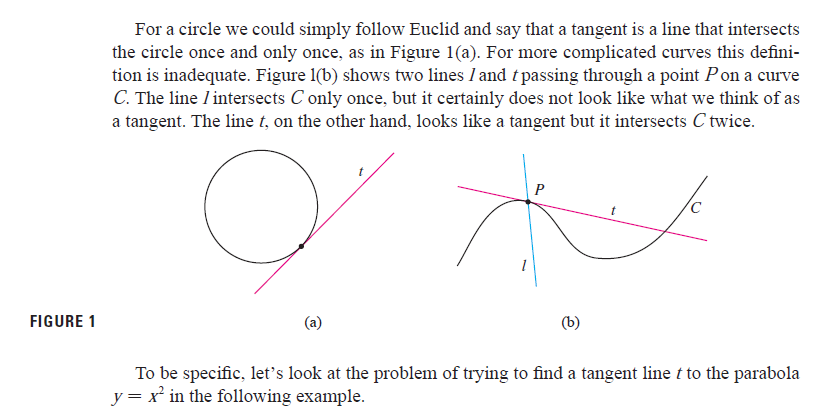 For a circle we could simply follow Euclid and say that a tangent is a line that intersects
the circle once and only once, as in Figure 1(a). For more complicated curves this defini-
tion is inadequate. Figure 1(b) shows two lines l and t passing through a point P on a curve
C. The line l intersects C only once, but it certainly does not look like what we think of as
a tangent. The line t, on the other hand, looks like a tangent but it intersects C twice.
t
P
t
C
l
FIGURE 1
(a)
(b)
To be specific, let's look at the problem of trying to find a tangent line t to the parabola
y = x² in the following example.